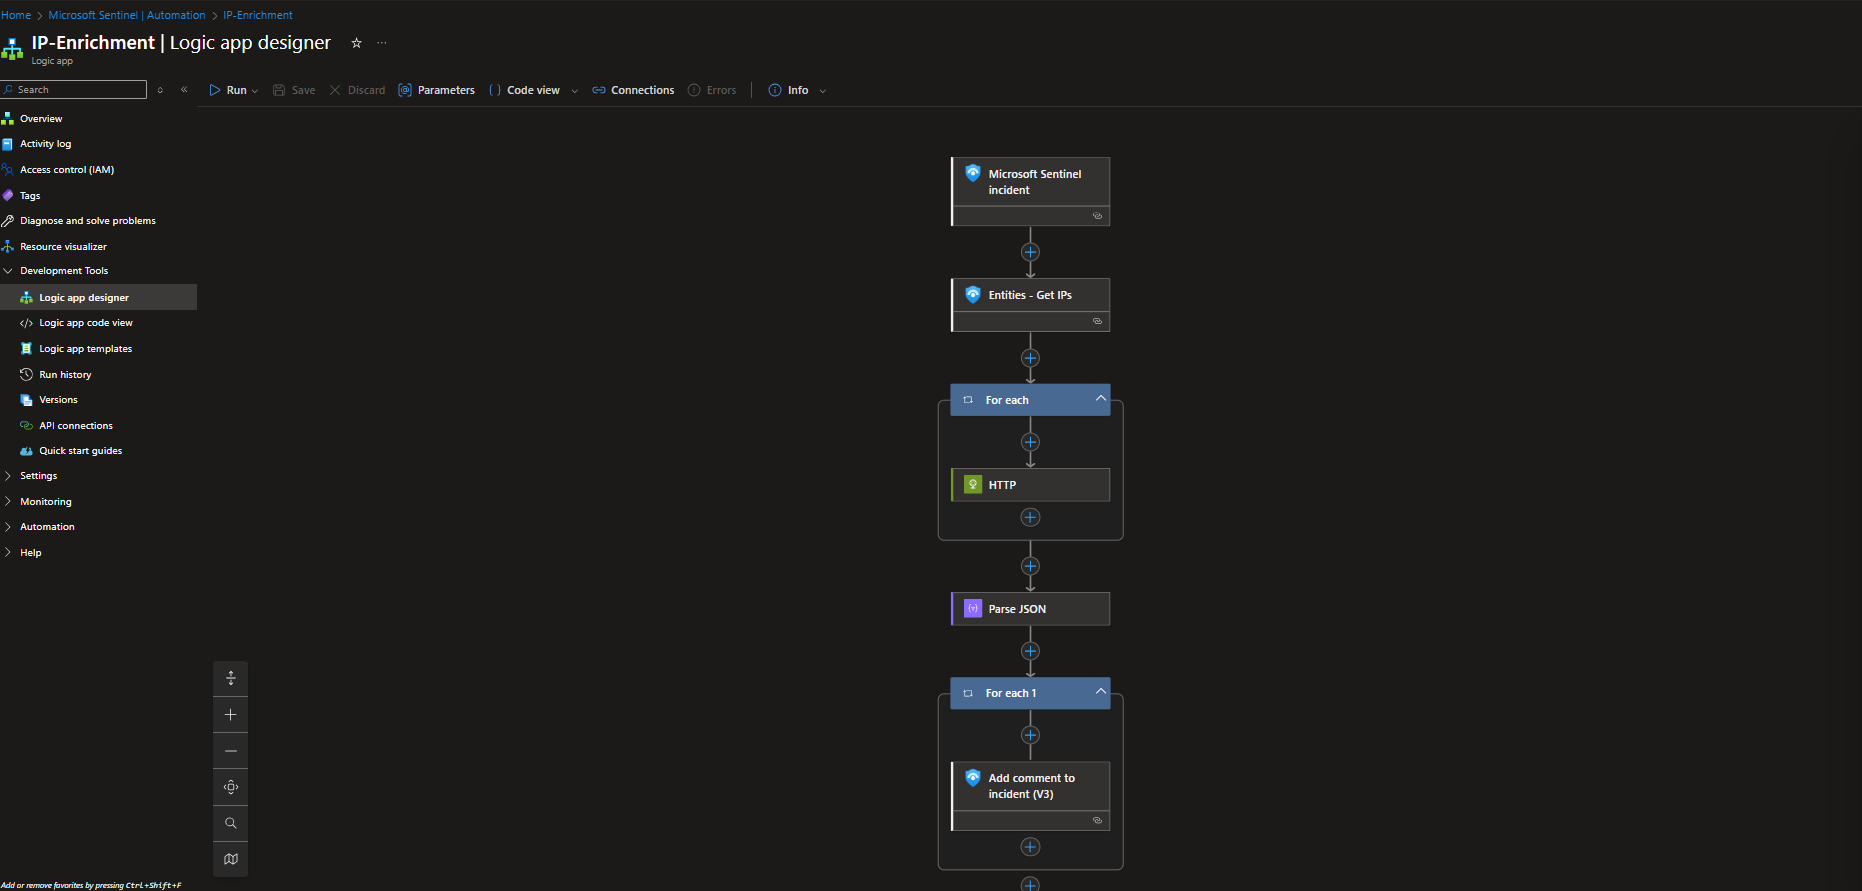 Home > Microsoft Sentinel | Automation > IP-Enrichment
IP-Enrichment | Logic app designer
Logic app
Search
Run
Save
Discard
Parameters
Code view
Connections
Errors
Info
Overview
Activity log
Access control (IAM)
Tags
Diagnose and solve problems
Resource visualizer
Development Tools
Logic app designer
Logic app code view
Logic app templates
Run history
Versions
API connections
Quick start guides
Settings
Monitoring
Automation
Help
Microsoft Sentinel
incident
Entities - Get IPs
For each
HTTP
Parse JSON
For each 1
Add comment to
incident (V3)
Add or remove favorites by pressing Ctrl+Shift+F